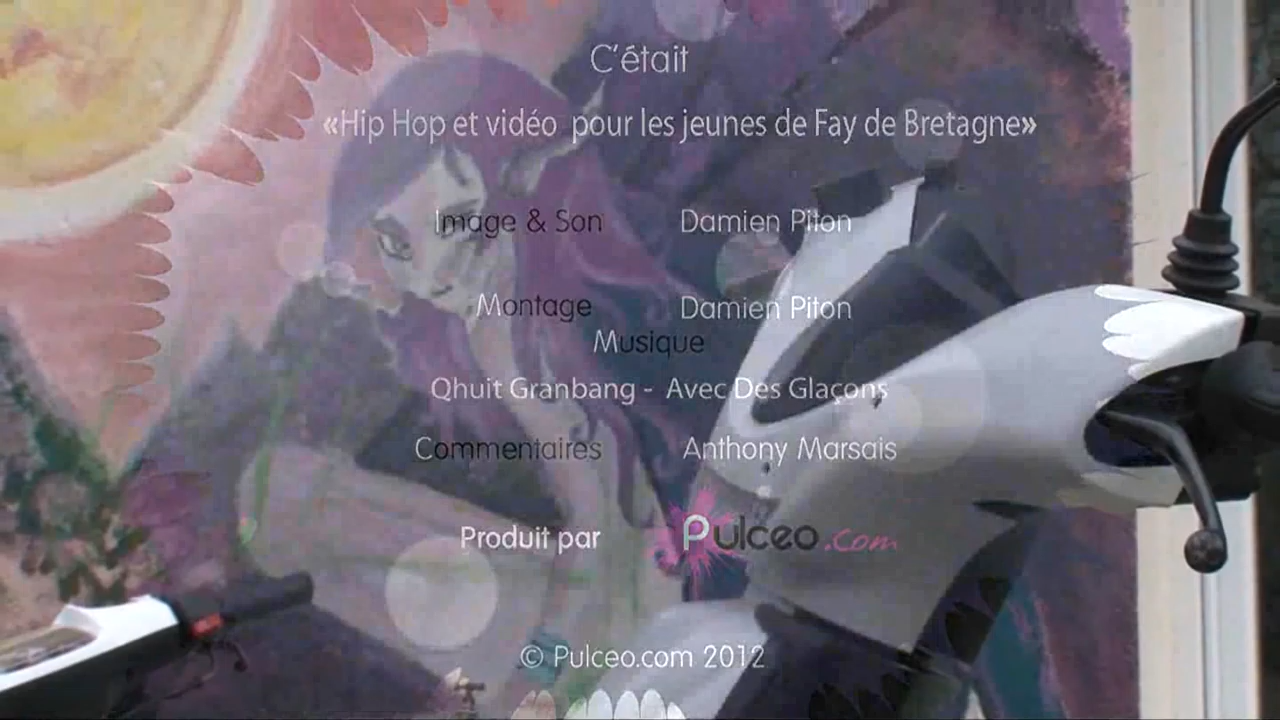 C'était
«Hip Hop et vidéo pour les jeunes de Fay de Bretagne»
Image & Son Damien Piton
Montage Damien Piton
Musique
Qhuit Granbang - Avec Des Glaçons
Commentaires Anthony Marsais
Produit par Pulceo.com
© Pulceo.com 2012